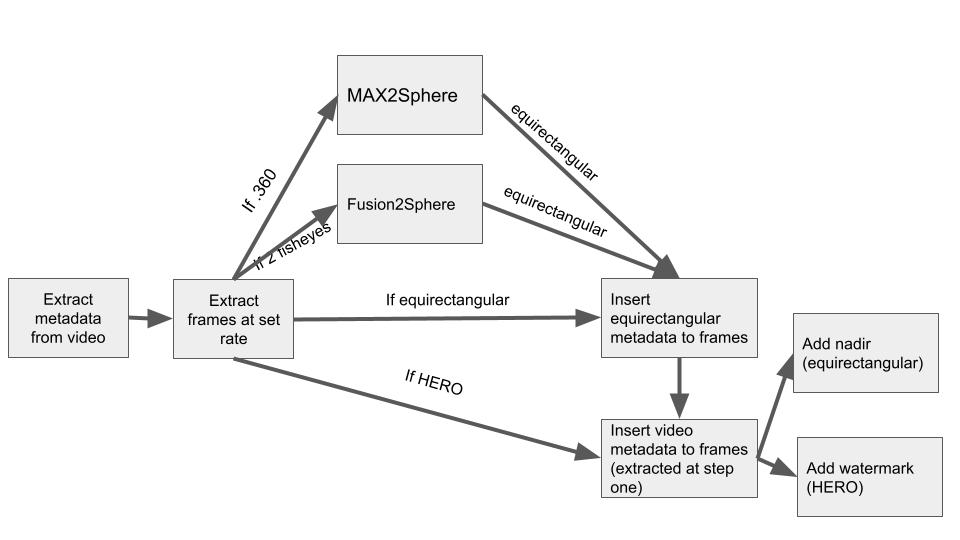 MAX2Sphere
equirectangular
If .360
Fusion2Sphere
equirectangular
If 2 fisheyes
Extract
metadata
from video
Extract
frames at set
rate
If equirectangular
Insert
equirectangular
metadata to frames
Add nadir
(equirectangular)
If HERO
Insert video
metadata to frames
(extracted at step
one)
Add watermark
(HERO)